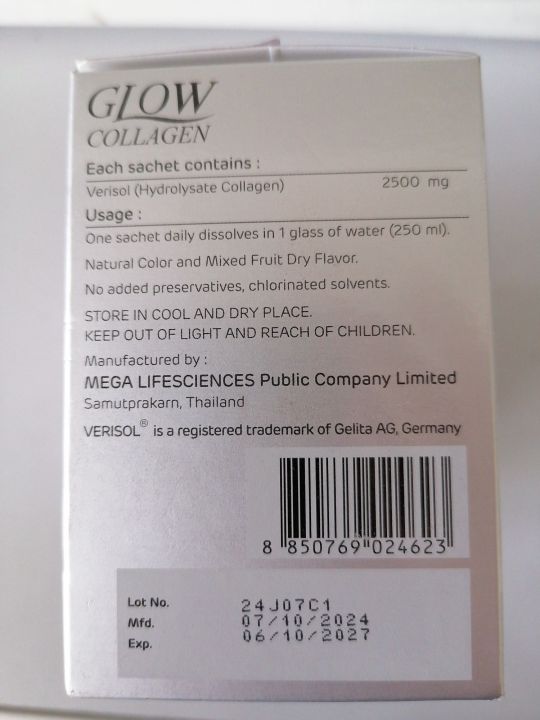 GLOW
COLLAGEN
Each sachet contains :
Verisol (Hydrolysate Collagen) 2500 mg
Usage :
One sachet daily dissolves in 1 glass of water (250 ml).
Natural Color and Mixed Fruit Dry Flavor.
No added preservatives, chlorinated solvents.
STORE IN COOL AND DRY PLACE.
KEEP OUT OF LIGHT AND REACH OF CHILDREN.
Manufactured by :
MEGA LIFESCIENCES Public Company Limited
Samutprakarn, Thailand
VERISOL® is a registered trademark of Gelita AG, Germany
8 850769 024623
Lot No. 24J07C1
Mfd. 07/10/2024
Exp. 06/10/2027